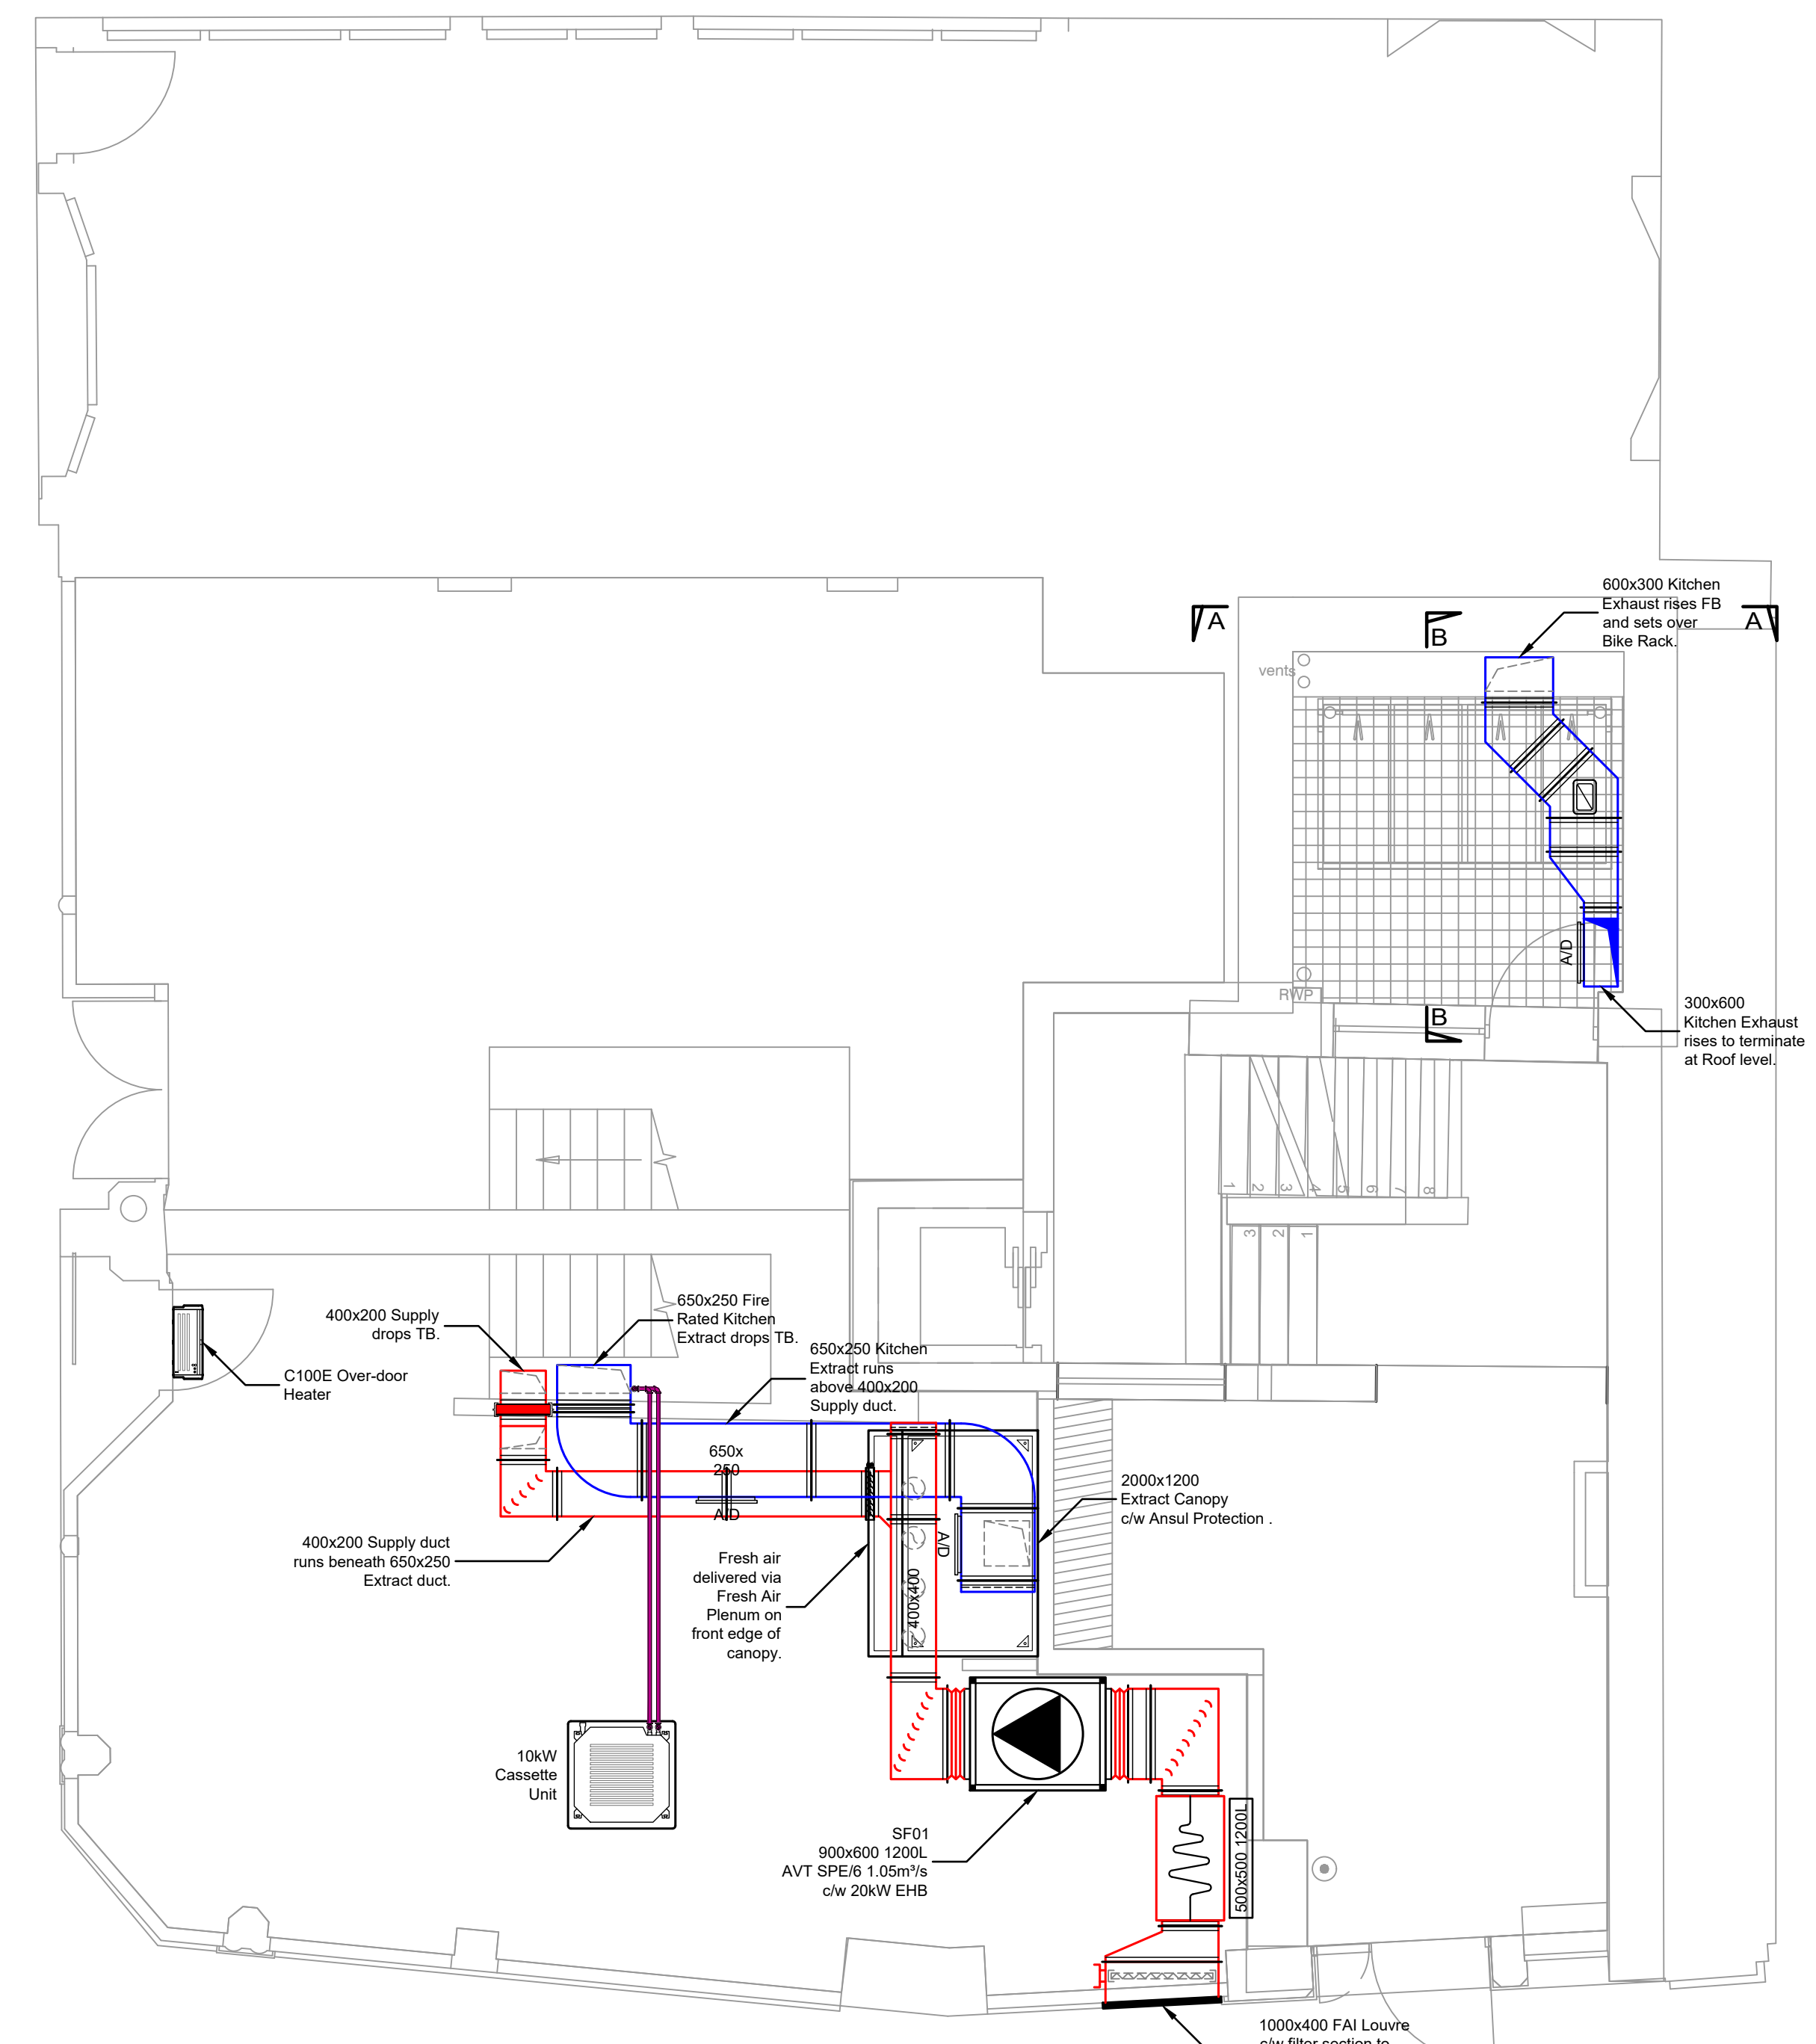 600x300 Kitchen
Exhaust rises FB
and sets over
Bike Rack.
A
B
A
vents
A/D
RWP
B
300x600
Kitchen Exhaust
rises to terminate
at Roof level.
1
2
3
4
5
6
7
8
3
2
1
650x250 Fire
Rated Kitchen
Extract drops TB.
400x200 Supply
drops TB.
650x250 Kitchen
Extract runs
above 400x200
Supply duct.
C100E Over-door
Heater
650x
250
A/D
2000x1200
Extract Canopy
c/w Ansul Protection .
A/D
400x200 Supply duct
runs beneath 650x250
Extract duct.
Fresh air
delivered via
Fresh Air
Plenum on
front edge of
canopy.
400x400
10kW
Cassette
Unit
SF01
900x600 1200L
AVT SPE/6 1.05m³/s
c/w 20kW EHB
500x500 1200L
1000x400 FAI Louvre
c/w filter section to